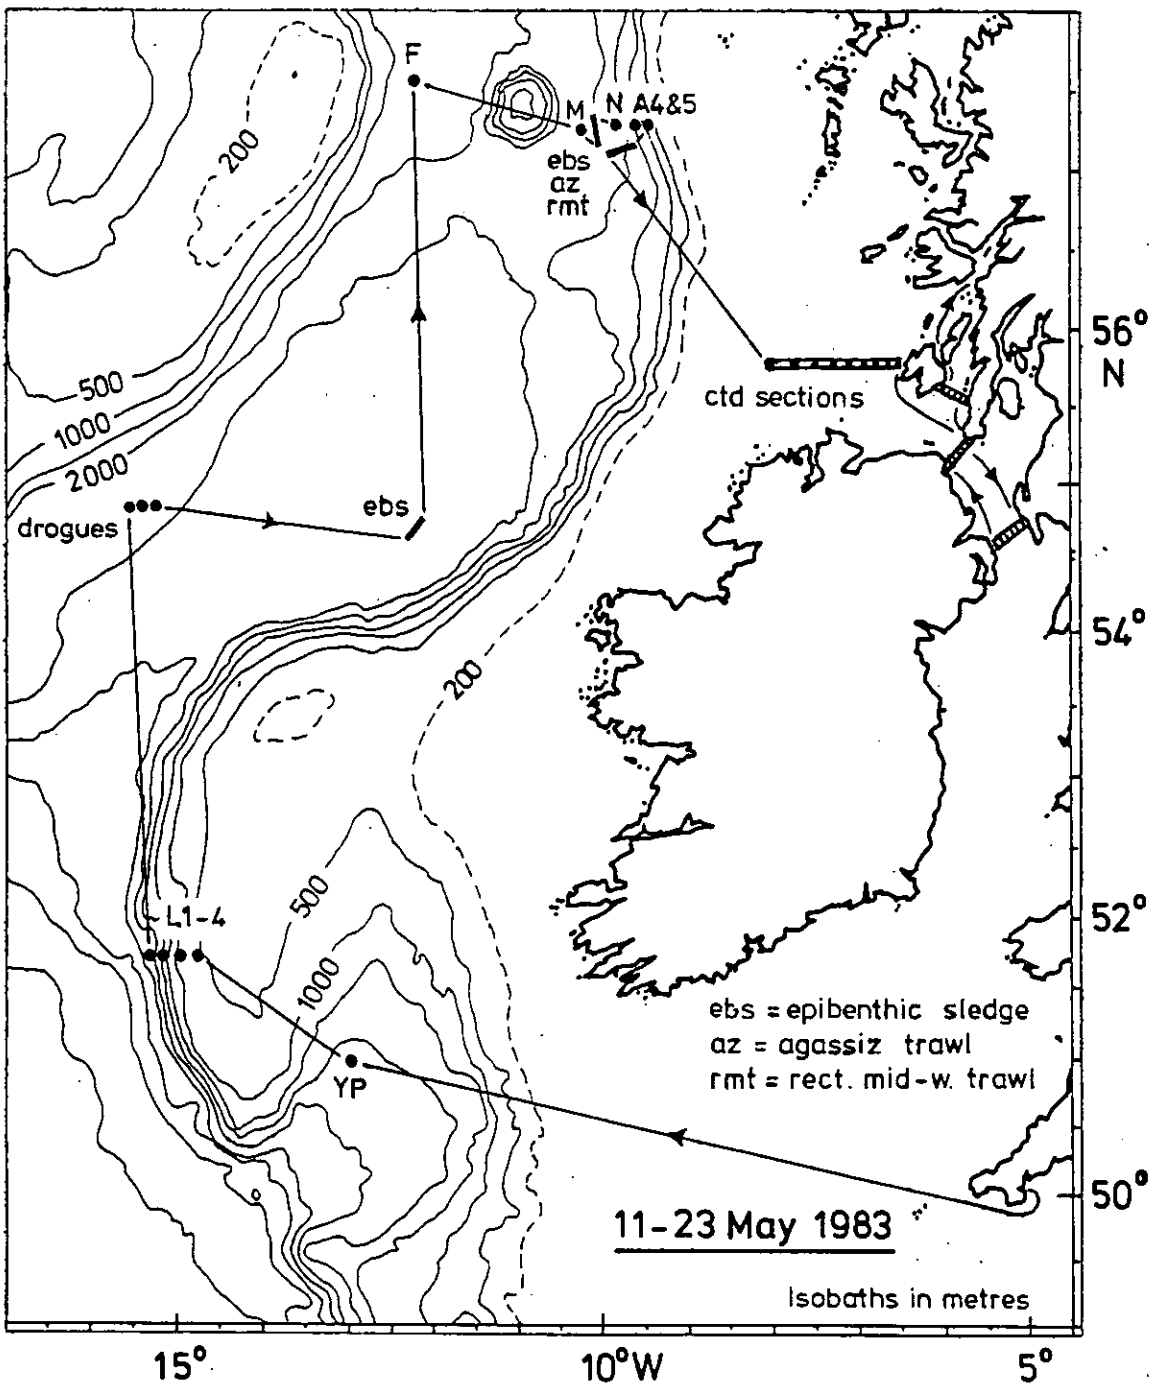 F
200
M
N
A4&5
ebs
az
rmt
56°
N
500
1000
2000
ctd sections
drogues
ebs
54°
200
L1-4
500
1000
52°
ebs = epibenthic sledge
az = agassiz trawl
rmt = rect. mid-w. trawl
YP
50°
11-23 May 1983
Isobaths in metres
15°
10°W
5°